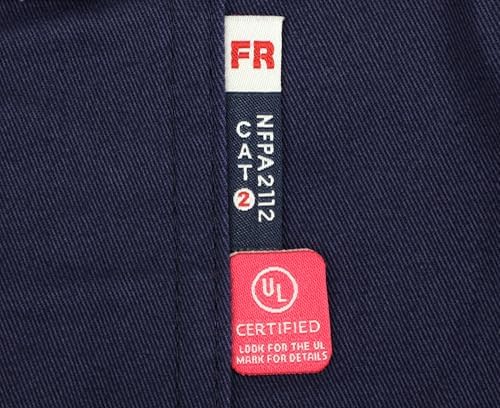 FR
NFPA2112
CAT 2
UL
CERTIFIED
LOOK FOR THE UL
MARK FOR DETAILS